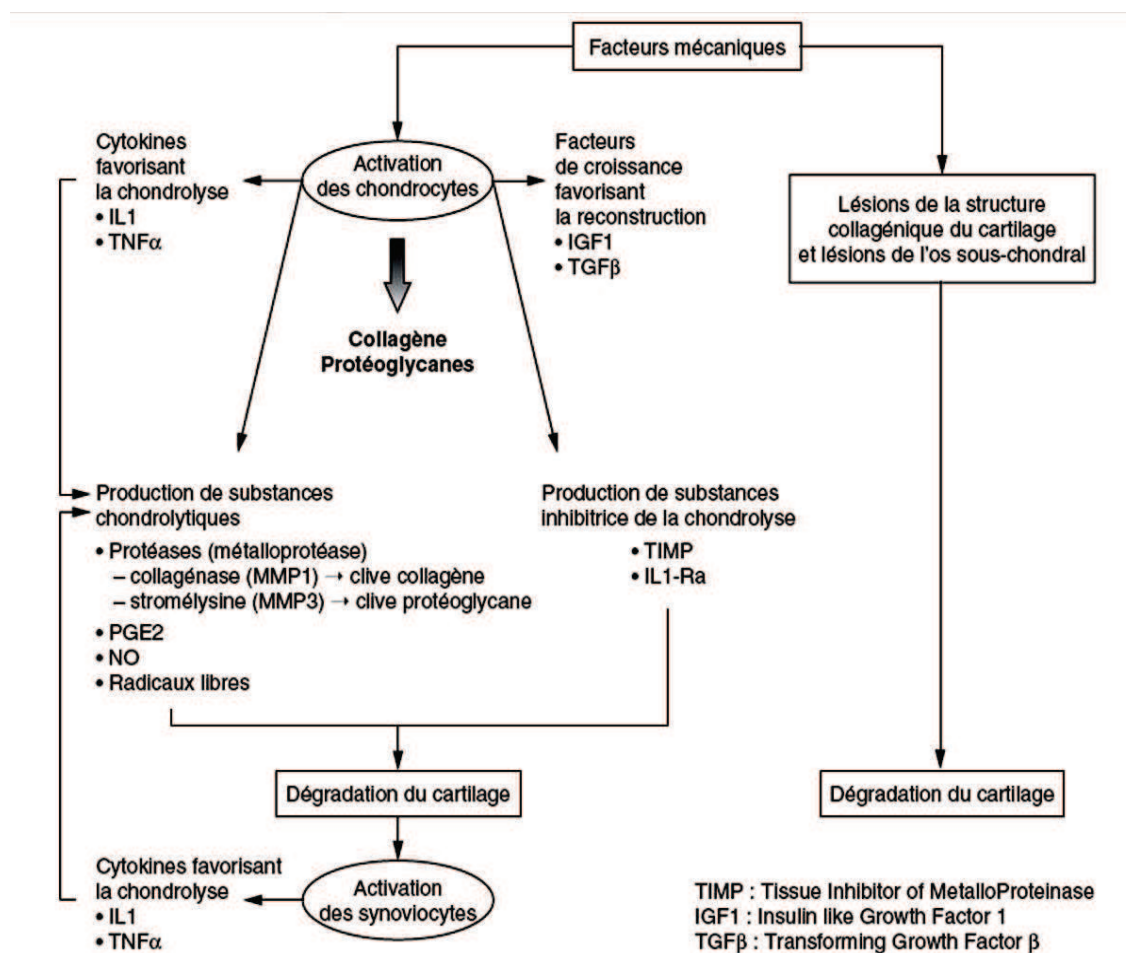 Facteurs mécaniques
Cytokines
favorisant
la chondrolyse
• IL1
• TNFα
Activation
des chondrocytes
Facteurs
de croissance
favorisant
la reconstruction
• IGF1
• TGFβ
Lésions de la structure
collagénique du cartilage
et lésions de l'os sous-chondral
Collagène
Protéoglycanes
Production de substances
chondrolytiques
• Protéases (métalloprotéase)
– collagénase (MMP1) → clive collagène
– stromélysine (MMP3) → clive protéoglycane
• PGE2
• NO
• Radicaux libres
Production de substances
inhibitrice de la chondrolyse
• TIMP
• IL1-Ra
Dégradation du cartilage
Dégradation du cartilage
Cytokines favorisant
la chondrolyse
• IL1
• TNFα
Activation
des synoviocytes
TIMP : Tissue Inhibitor of MetalloProteinase
IGF1 : Insulin like Growth Factor 1
TGFβ : Transforming Growth Factor β